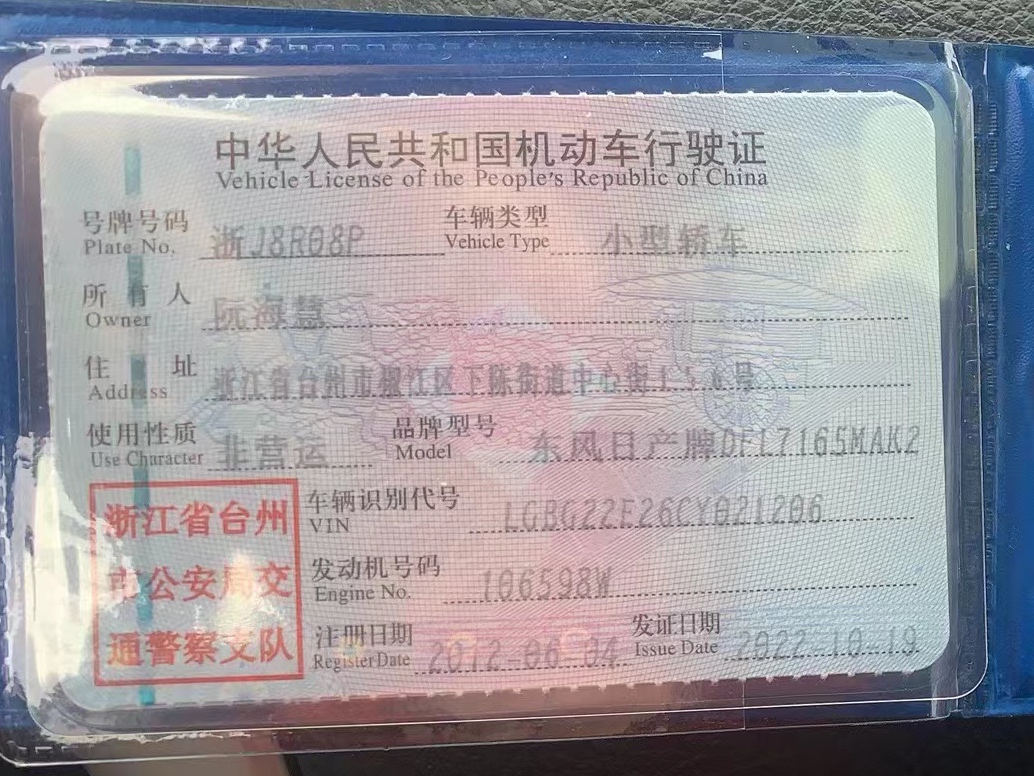 中华人民共和国机动车行驶证
Vehicle License of the People's Republic of China
号牌号码 浙J8R08P 车辆类型 小型轿车
Plate No. Vehicle Type
所有人 阮海慧
Owner
住址 浙江省台州市椒江区下陈街道中心街156号
Address
使用性质 非营运 品牌型号 东风日产牌DFL7165MAK2
Use Character Model
浙江省台州
市公安局交
通警察支队
车辆识别代号 LGBG22E26CY021206
VIN
发动机号码 106598W
Engine No.
注册日期 2012-06-04 发证日期 2022-10-19
Register Date Issue Date